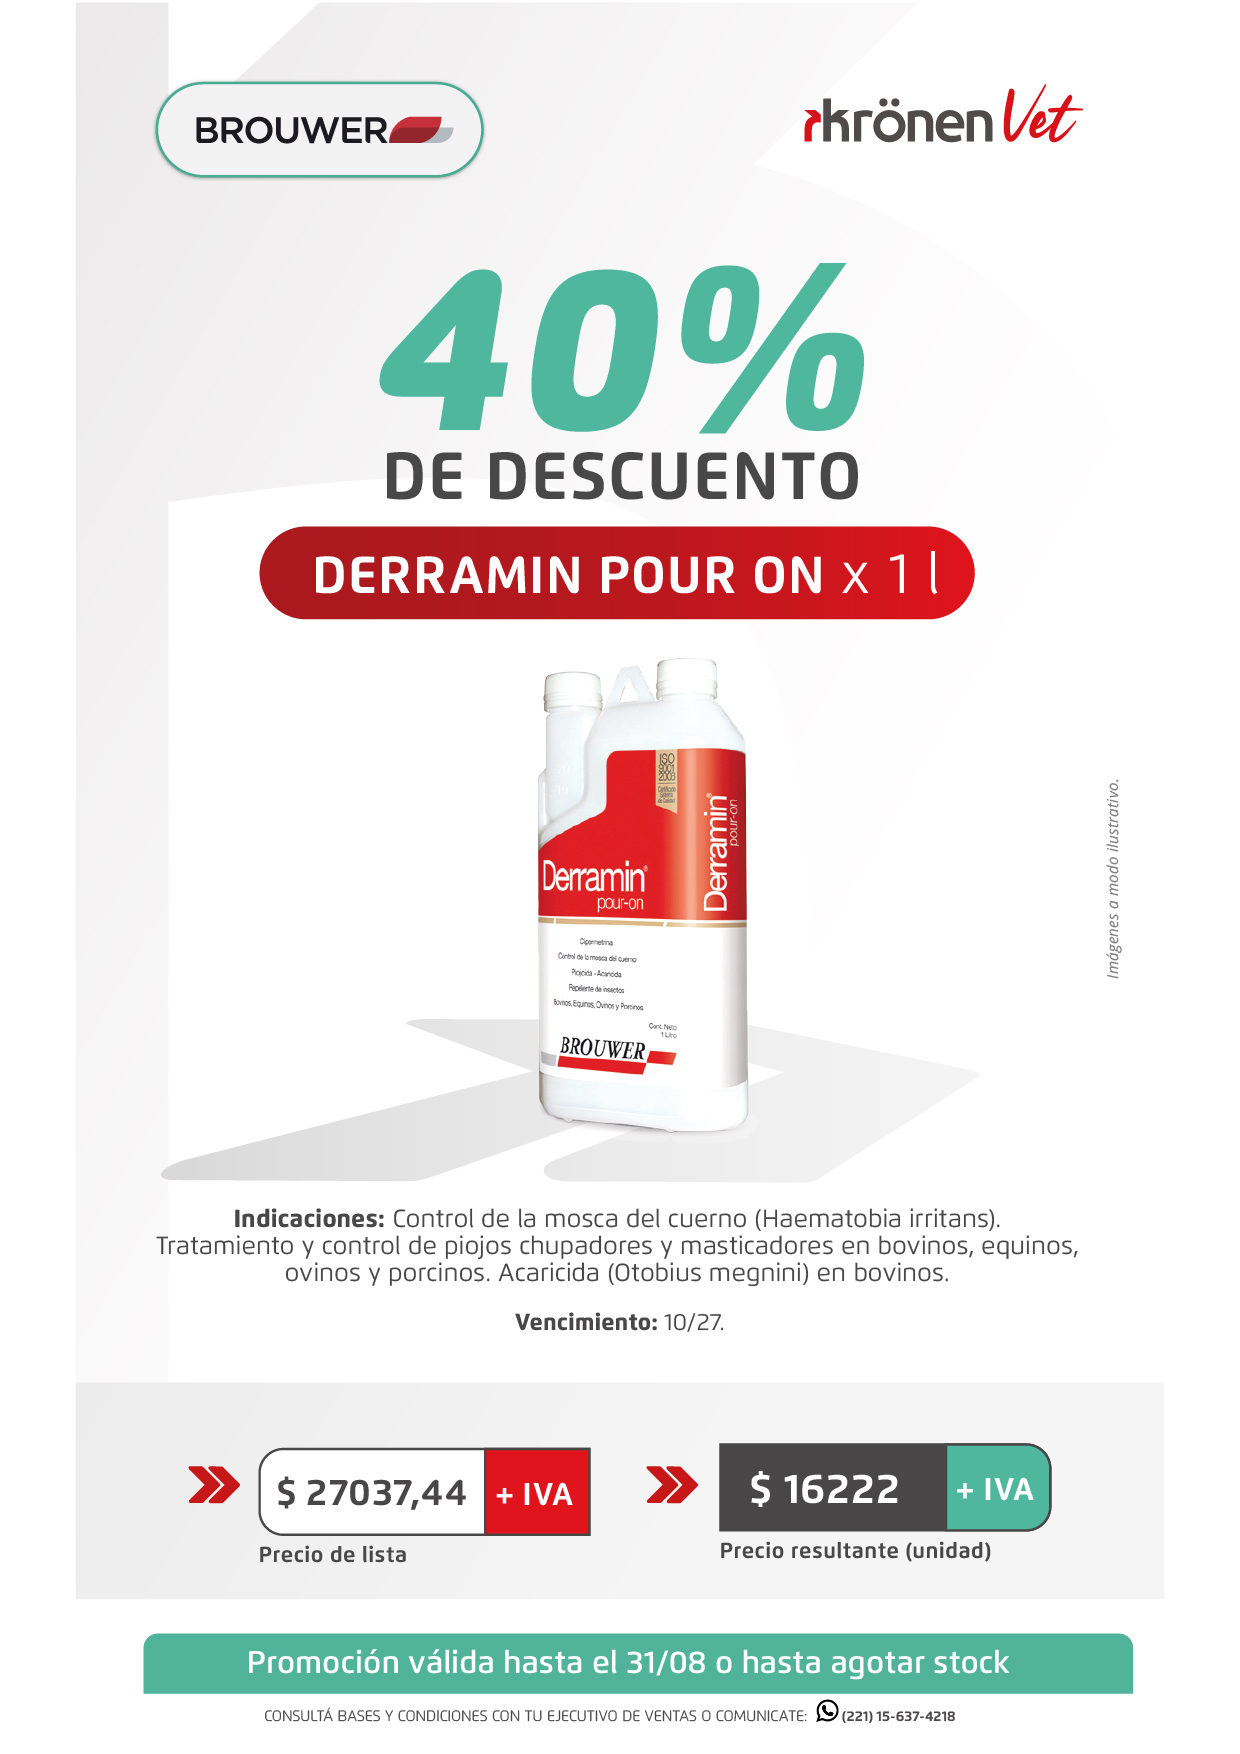 BROUWER
krönen Vet
40%
DE DESCUENTO
DERRAMIN POUR ON x 1 l
ISO
9001
2008
Certificado
Sistema
de Calidad
Derramin®
pour-on
Derramin®
pour-on
Cipermetrina
Control de la mosca del cuerno
Piojicida - Acaricida
Repelente de insectos
Bovinos, Equinos, Ovinos y Porcinos
Cont. Neto
1 Litro
BROUWER
Imágenes a modo ilustrativo.
Indicaciones: Control de la mosca del cuerno (Haematobia irritans).
Tratamiento y control de piojos chupadores y masticadores en bovinos, equinos,
ovinos y porcinos. Acaricida (Otobius megnini) en bovinos.
Vencimiento: 10/27.
$ 27037,44 + IVA
Precio de lista
$ 16222 + IVA
Precio resultante (unidad)
Promoción válida hasta el 31/08 o hasta agotar stock
CONSULTÁ BASES Y CONDICIONES CON TU EJECUTIVO DE VENTAS O COMUNICATE: (221) 15-637-4218